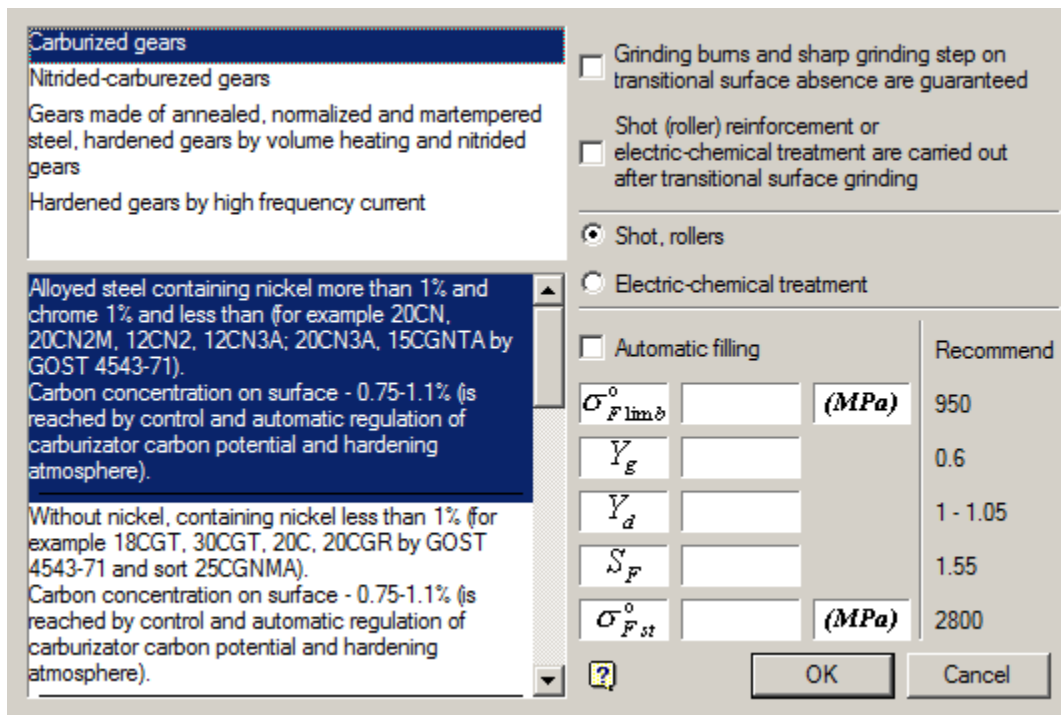 Carburized gears
Nitrided-carburezed gears
Gears made of annealed, normalized and martempered
steel, hardened gears by volume heating and nitrided
gears
Hardened gears by high frequency current
Alloyed steel containing nickel more than 1% and
chrome 1% and less than (for example 20CN,
20CN2M, 12CN2, 12CN3A; 20CN3A, 15CGNTA by
GOST 4543-71).
Carbon concentration on surface - 0.75-1.1% (is
reached by control and automatic regulation of
carburizator carbon potential and hardening
atmosphere).
Without nickel, containing nickel less than 1% (for
example 18CGT, 30CGT, 20C, 20CGR by GOST
4543-71 and sort 25CGNMA).
Carbon concentration on surface - 0.75-1.1% (is
reached by control and automatic regulation of
carburizator carbon potential and hardening
atmosphere).
Grinding burns and sharp grinding step on
transitional surface absence are guaranteed
Shot (roller) reinforcement or
electric-chemical treatment are carried out
after transitional surface grinding
Shot, rollers
Electric-chemical treatment
Automatic filling Recommend
σ°F lim b (MPa) 950
Yg 0.6
Yd 1 - 1.05
SF 1.55
σ°F st (MPa) 2800
? OK Cancel